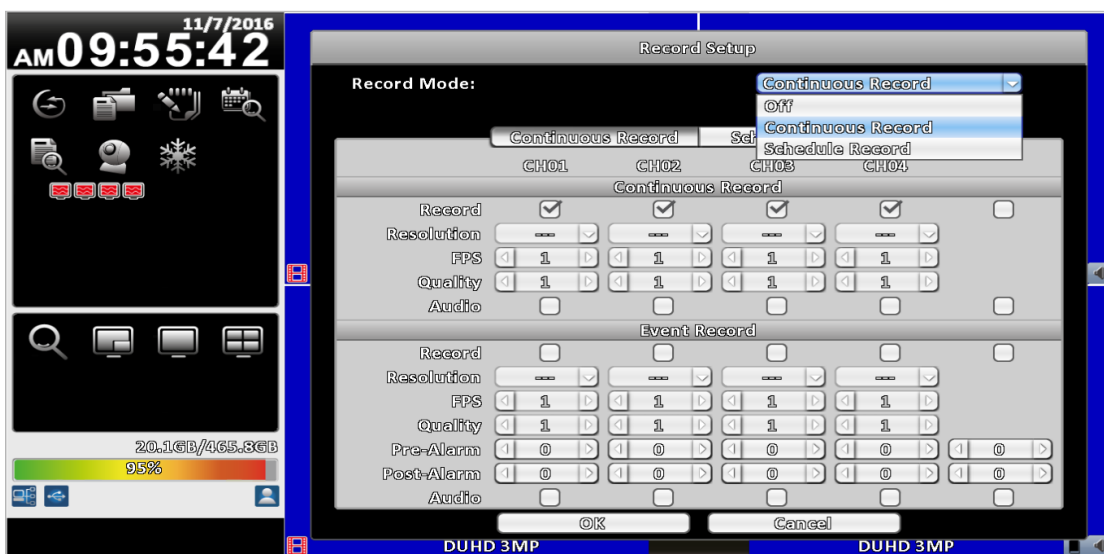 11/7/2016
AM09:55:42
20.1GB/465.8GB
95%
Record Setup
Record Mode: Continuous Record
Off
Continuous Record
Schedule Record
Continuous Record Sch
CH01 CH02 CH03 CH04
Continuous Record
Record
Resolution --- --- --- ---
FPS 1 1 1 1
Quality 1 1 1 1
Audio
Event Record
Record
Resolution --- --- --- ---
FPS 1 1 1 1
Quality 1 1 1 1
Pre-Alarm 0 0 0 0 0
Post-Alarm 0 0 0 0 0
Audio
OK Cancel
DUHD 3MP DUHD 3MP